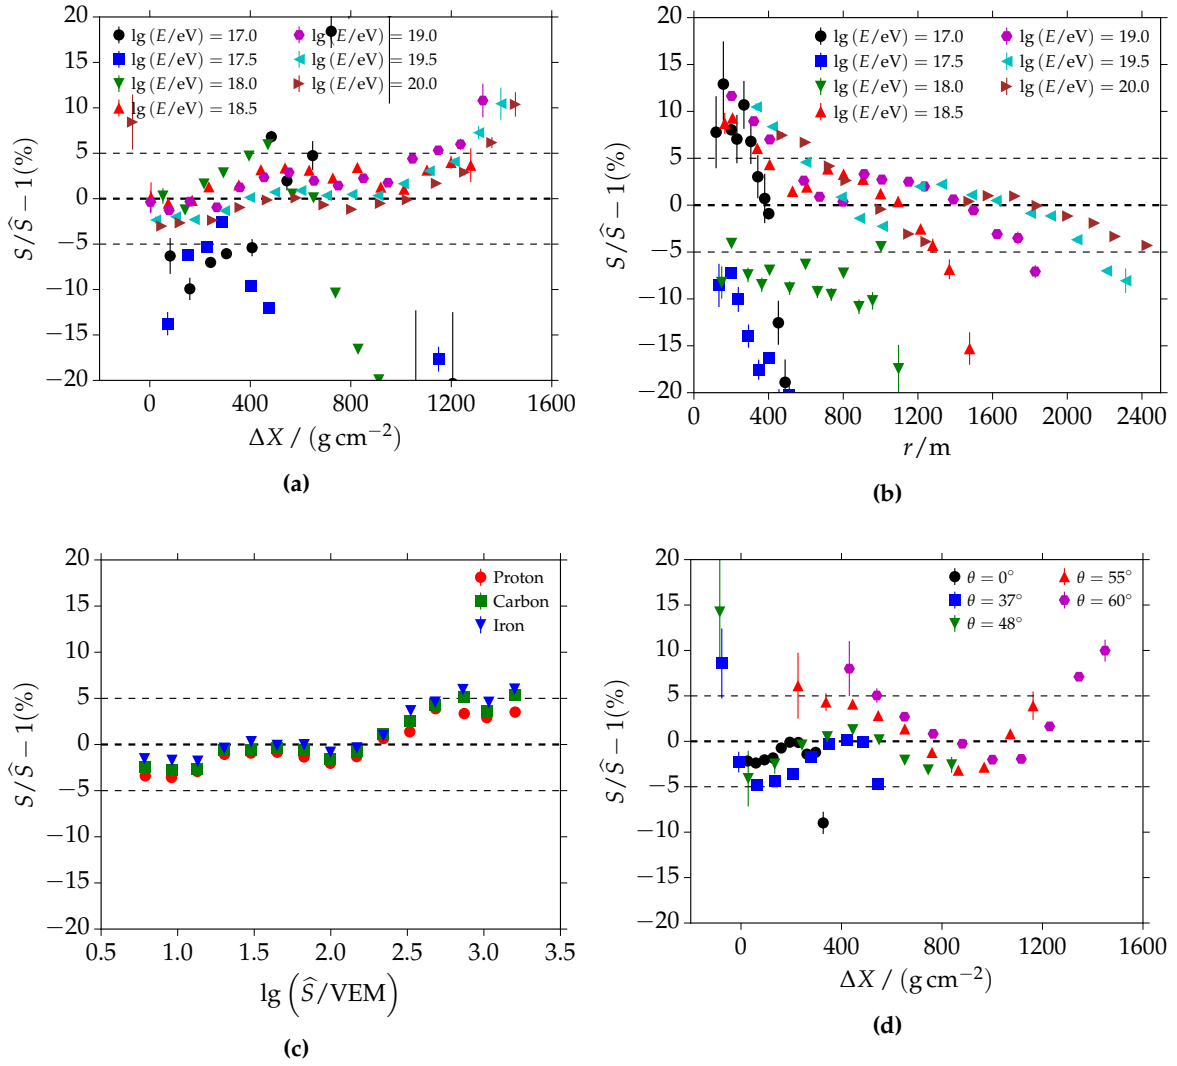 20
15
10
5
0
−5
−10
−15
−20
S/Ŝ − 1(%)
lg (E/eV) = 17.0
lg (E/eV) = 17.5
lg (E/eV) = 18.0
lg (E/eV) = 18.5
lg (E/eV) = 19.0
lg (E/eV) = 19.5
lg (E/eV) = 20.0
0 400 800 1200 1600
ΔX / (g cm⁻²)
(a)
20
15
10
5
0
−5
−10
−15
−20
S/Ŝ − 1(%)
lg (E/eV) = 17.0
lg (E/eV) = 17.5
lg (E/eV) = 18.0
lg (E/eV) = 18.5
lg (E/eV) = 19.0
lg (E/eV) = 19.5
lg (E/eV) = 20.0
0 400 800 1200 1600 2000 2400
r/m
(b)
20
15
10
5
0
−5
−10
−15
−20
S/Ŝ − 1(%)
Proton
Carbon
Iron
0.5 1.0 1.5 2.0 2.5 3.0 3.5
lg (Ŝ/VEM)
(c)
20
15
10
5
0
−5
−10
−15
−20
S/Ŝ − 1(%)
θ = 0°
θ = 37°
θ = 48°
θ = 55°
θ = 60°
0 400 800 1200 1600
ΔX / (g cm⁻²)
(d)